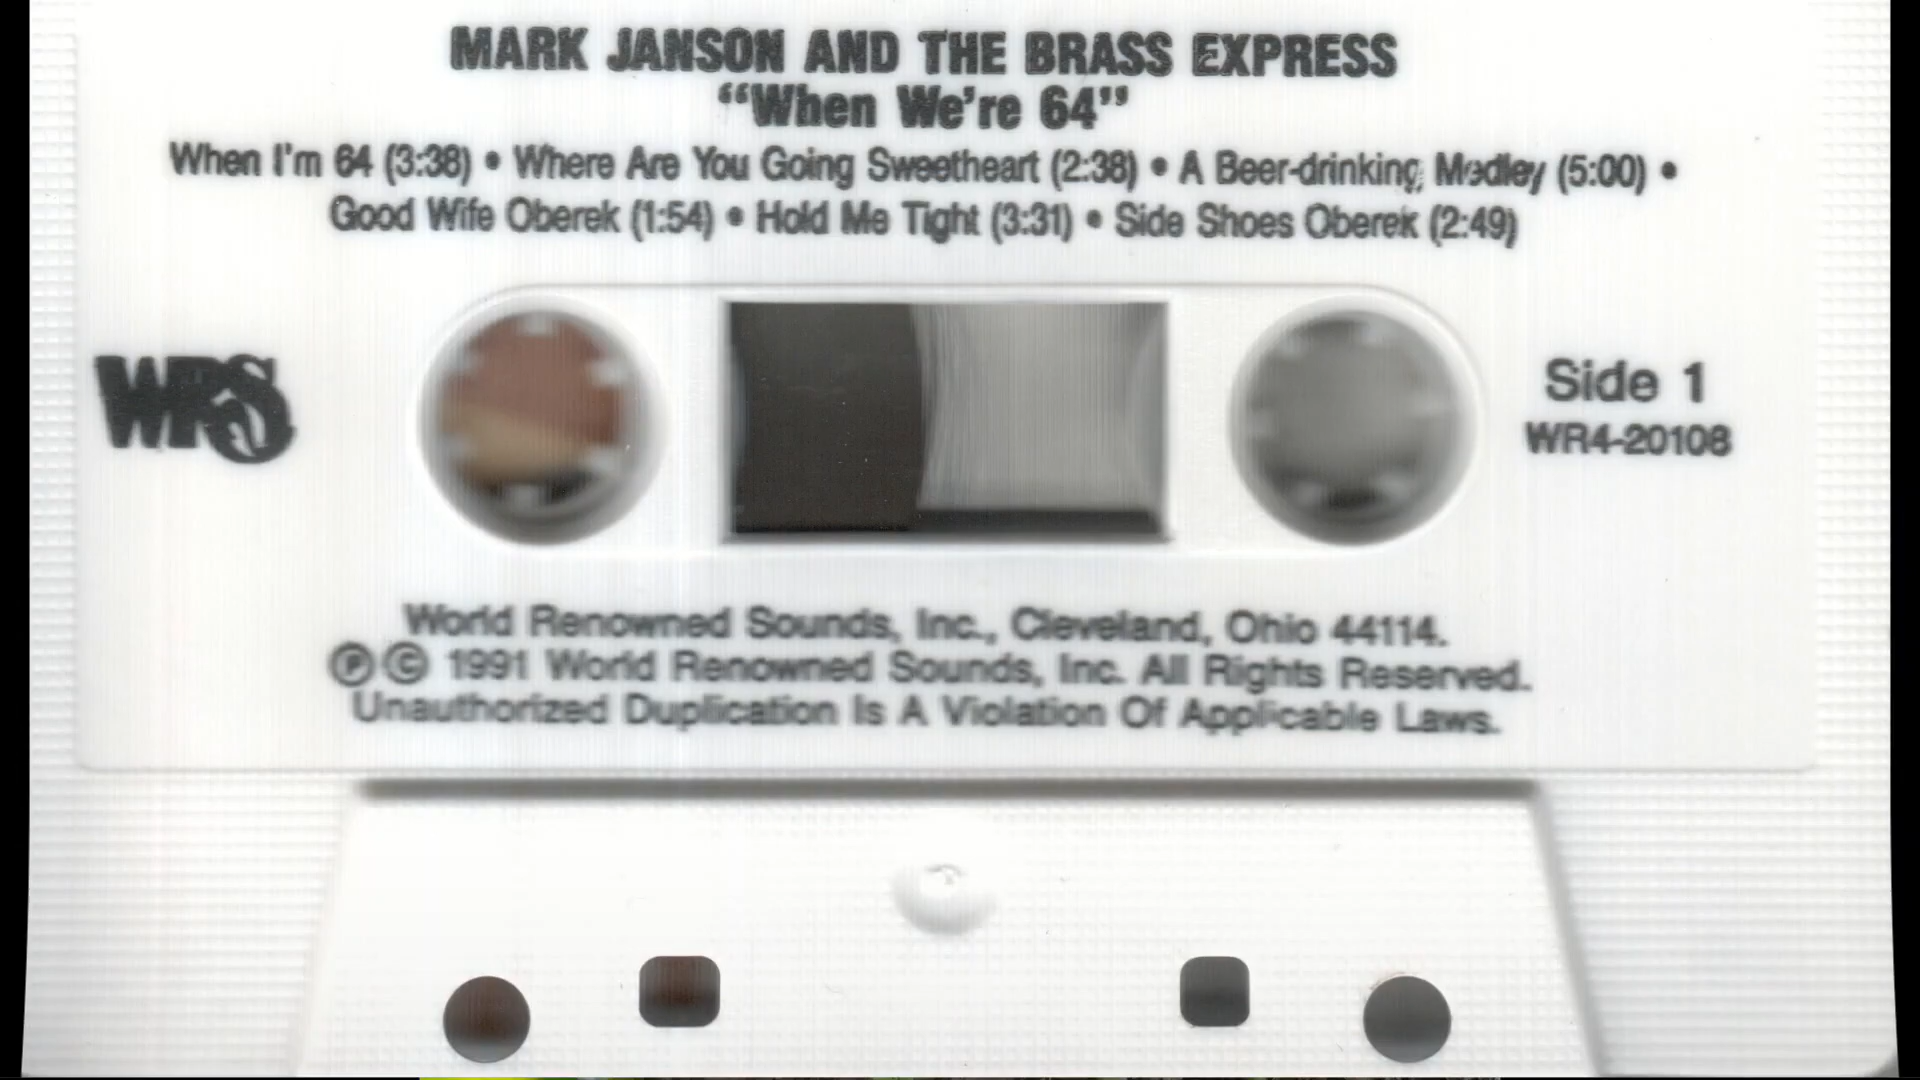 MARK JANSON AND THE BRASS EXPRESS
“When We’re 64”
When I'm 64 (3:38) • Where Are You Going Sweetheart (2:38) • A Beer-drinking Medley (5:00) •
Good Wife Oberek (1:54) • Hold Me Tight (3:31) • Side Shoes Oberek (2:49)
WRS
Side 1
WR4-20108
World Renowned Sounds, Inc., Cleveland, Ohio 44114.
Ⓟ © 1991 World Renowned Sounds, Inc. All Rights Reserved.
Unauthorized Duplication Is A Violation Of Applicable Laws.